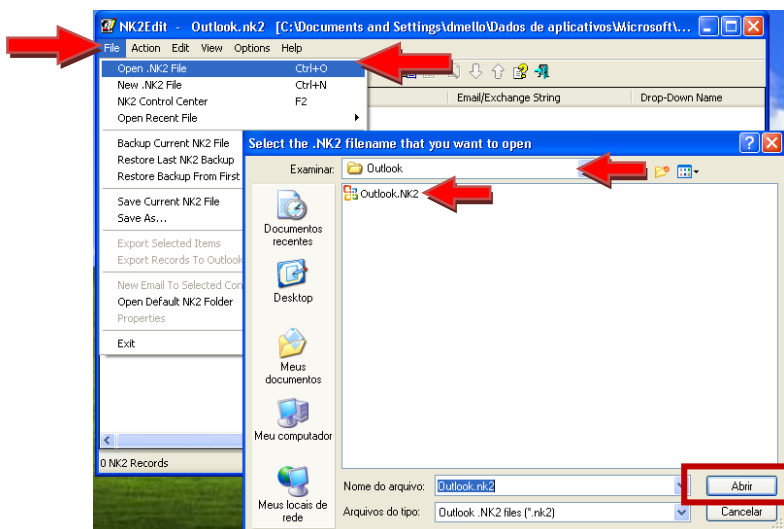 NK2Edit - Outlook.nk2 [C:\Documents and Settings\dmello\Dados de aplicativos\Microsoft\...
File Action Edit View Options Help
Open .NK2 File Ctrl+O
New .NK2 File Ctrl+N
NK2 Control Center F2
Open Recent File
Backup Current NK2 File
Restore Last NK2 Backup
Restore Backup From First
Save Current NK2 File
Save As...
Export Selected Items
Export Records To Outlook
New Email To Selected Con
Open Default NK2 Folder
Properties
Exit
Email/Exchange String Drop-Down Name
0 NK2 Records
Select the .NK2 filename that you want to open
Examinar: Outlook
Outlook.NK2
Documentos
recentes
Desktop
Meus
documentos
Meu computador
Meus locais de
rede
Nome do arquivo: Outlook.nk2 Abrir
Arquivos do tipo: Outlook .NK2 files (*.nk2) Cancelar